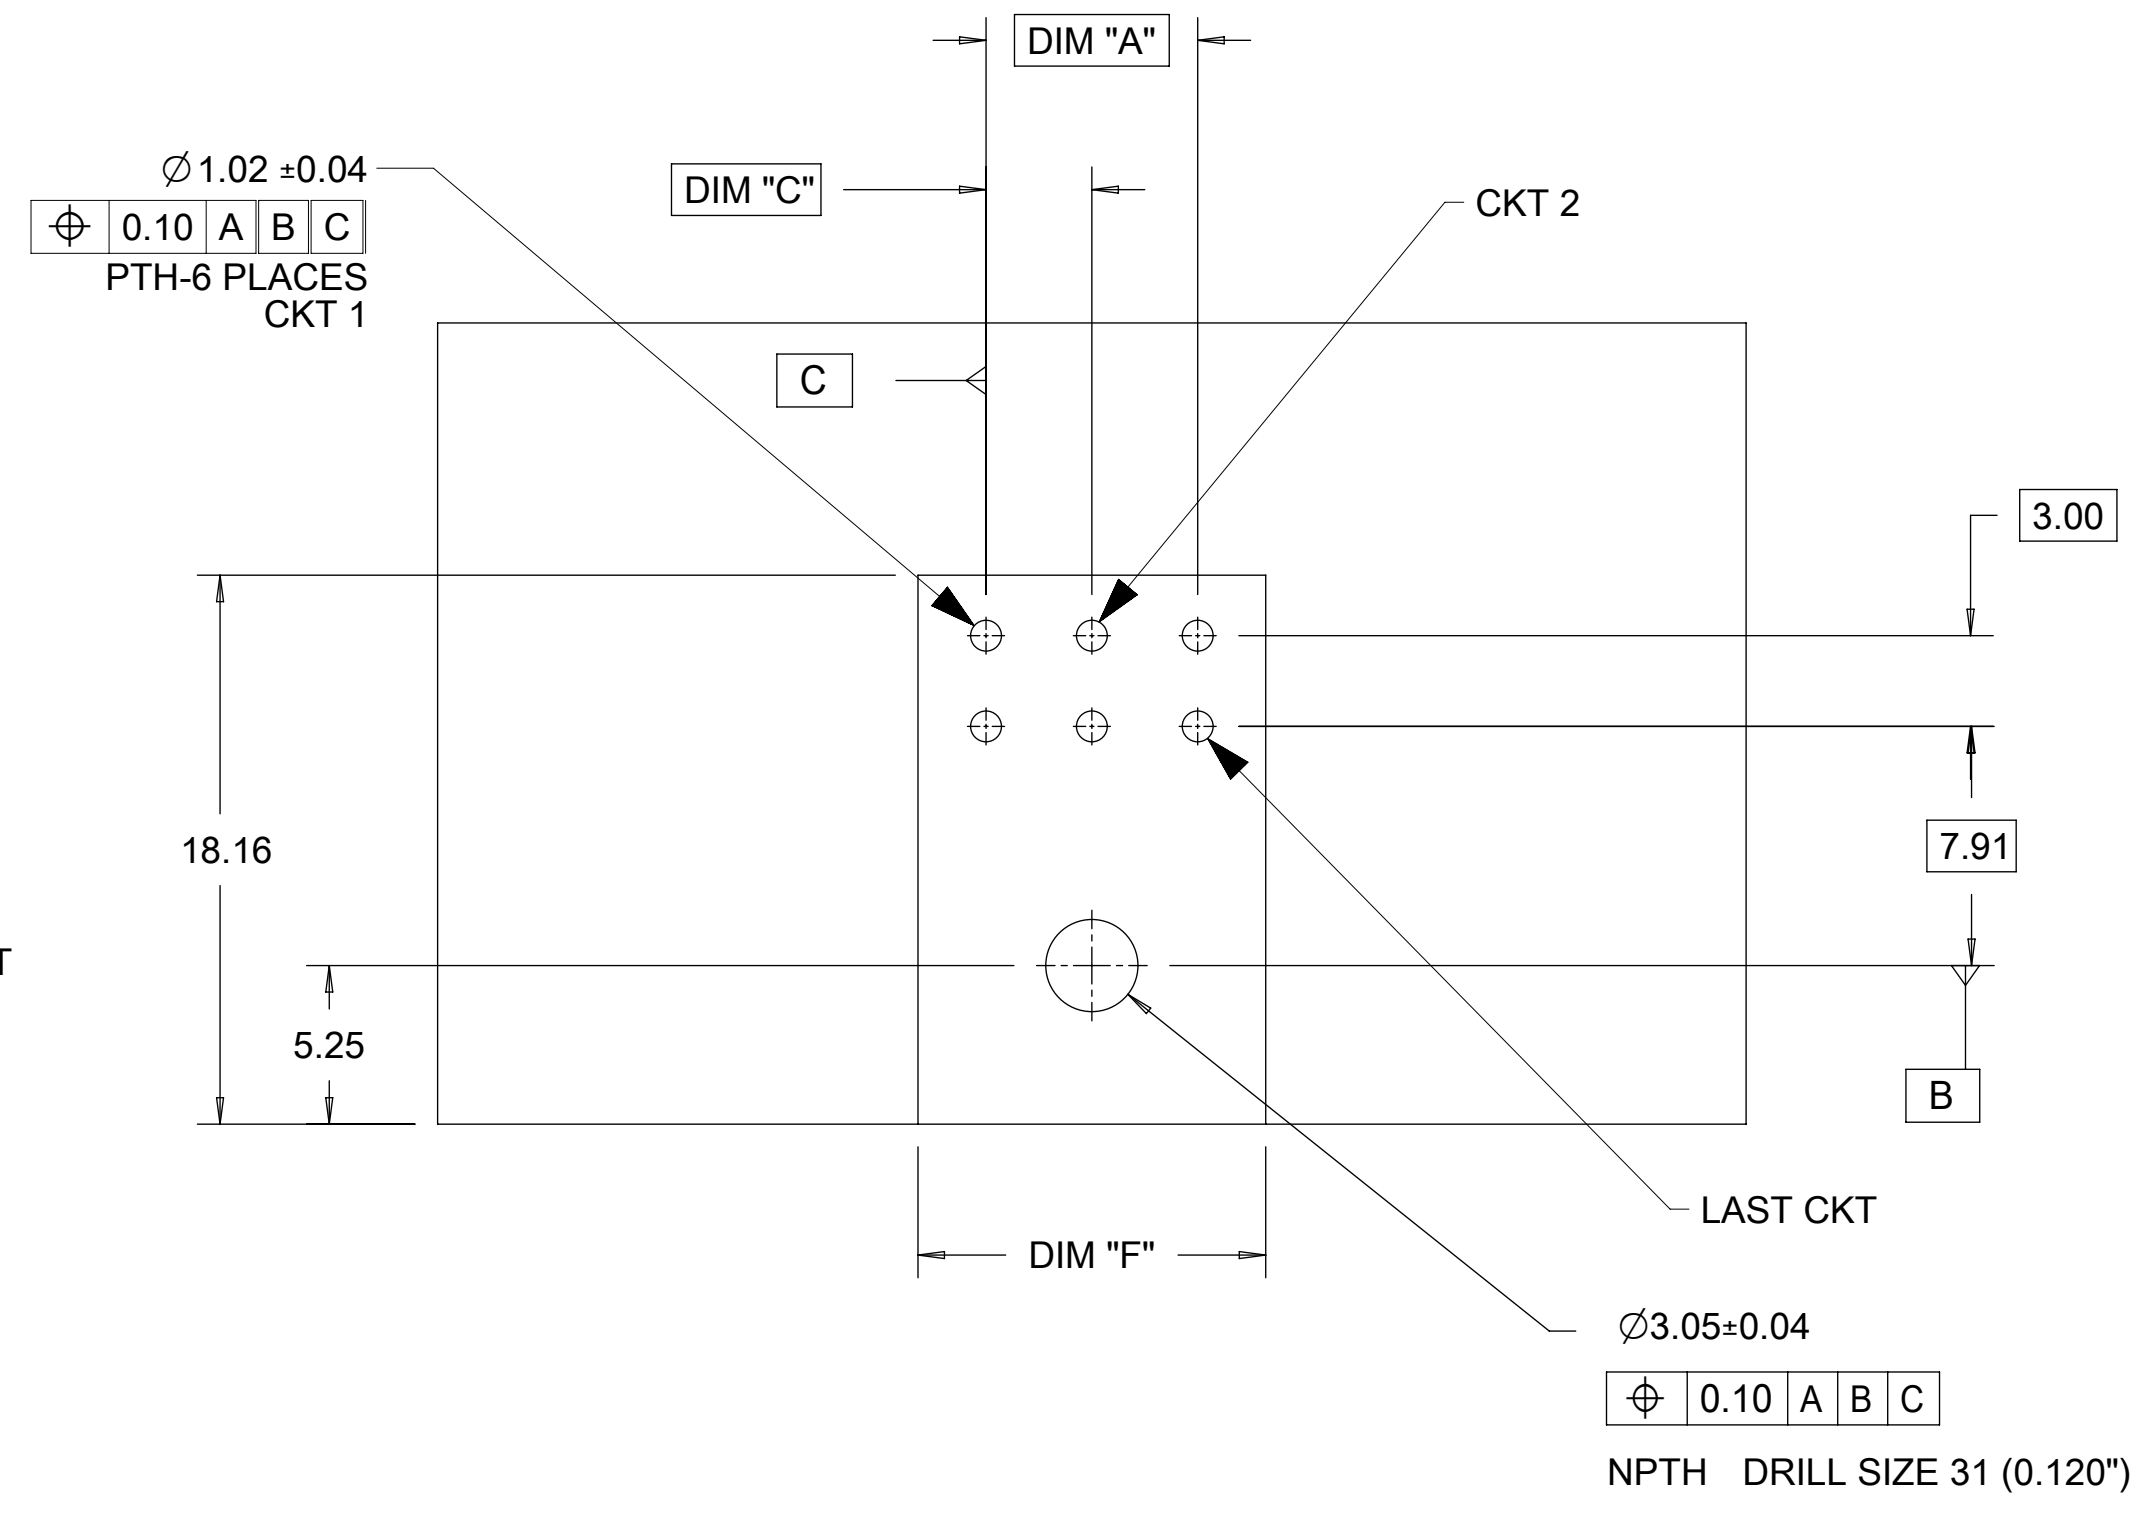 DIM "A"
⌀1.02 ±0.04
⌖ 0.10 A B C
PTH-6 PLACES
CKT 1
DIM "C"
CKT 2
C
3.00
18.16
7.91
T
5.25
B
LAST CKT
DIM "F"
⌀3.05±0.04
⌖ 0.10 A B C
NPTH DRILL SIZE 31 (0.120")